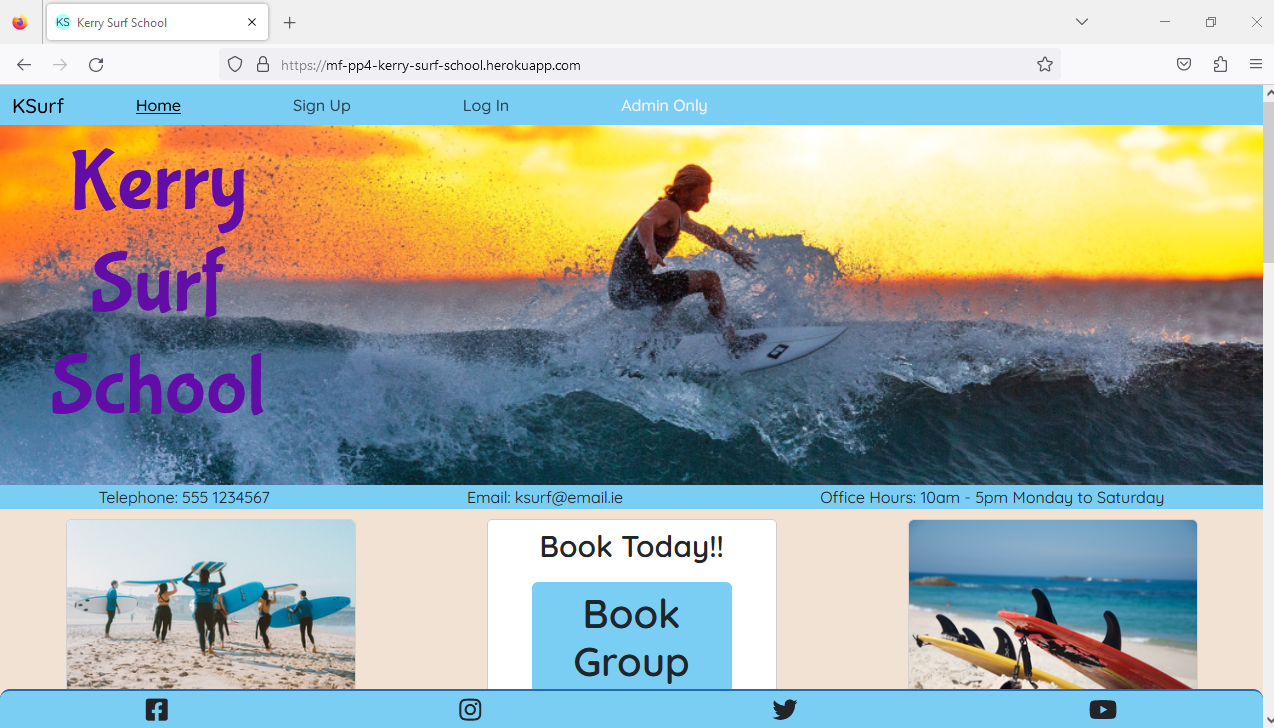 KS Kerry Surf School
https://mf-pp4-kerry-surf-school.herokuapp.com
KSurf Home Sign Up Log In Admin Only
Kerry
Surf
School
Telephone: 555 1234567 Email: ksurf@email.ie Office Hours: 10am - 5pm Monday to Saturday
Book Today!!
Book
Group